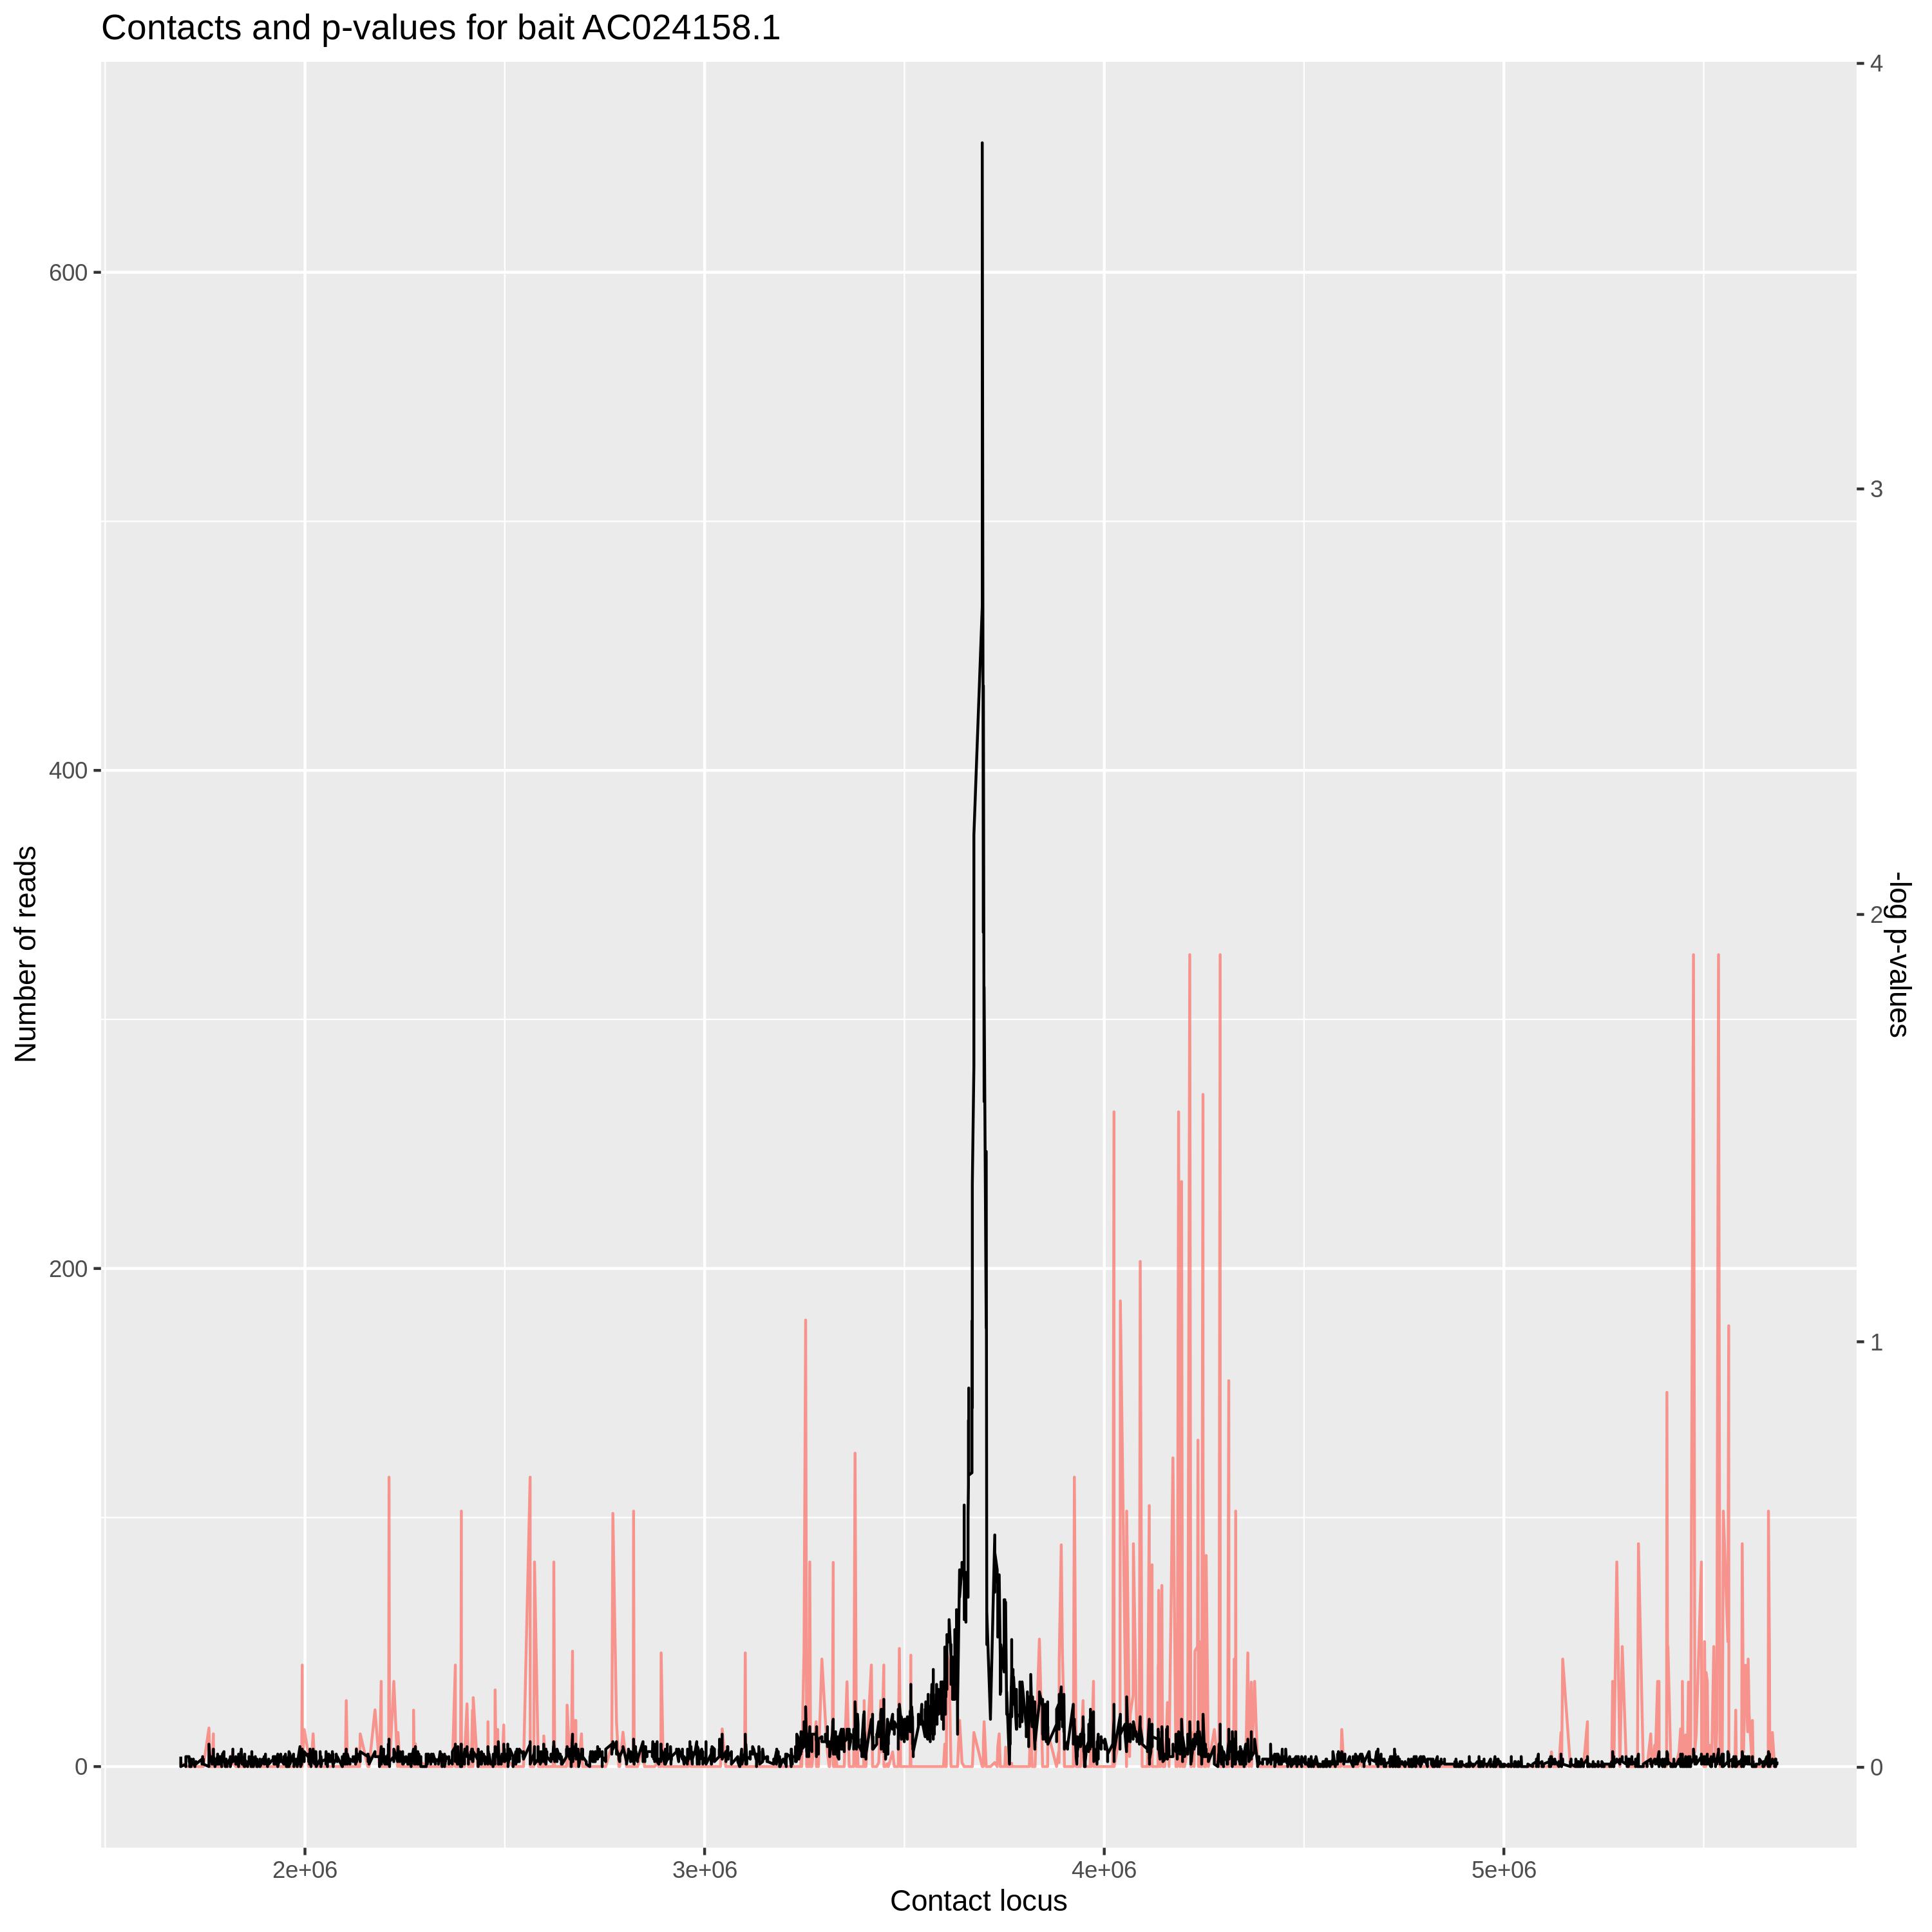 Contacts and p-values for bait AC024158.1
4
600
3
400
Number of reads
2
-log p-values
200
1
0
0
2e+06
3e+06
4e+06
5e+06
Contact locus